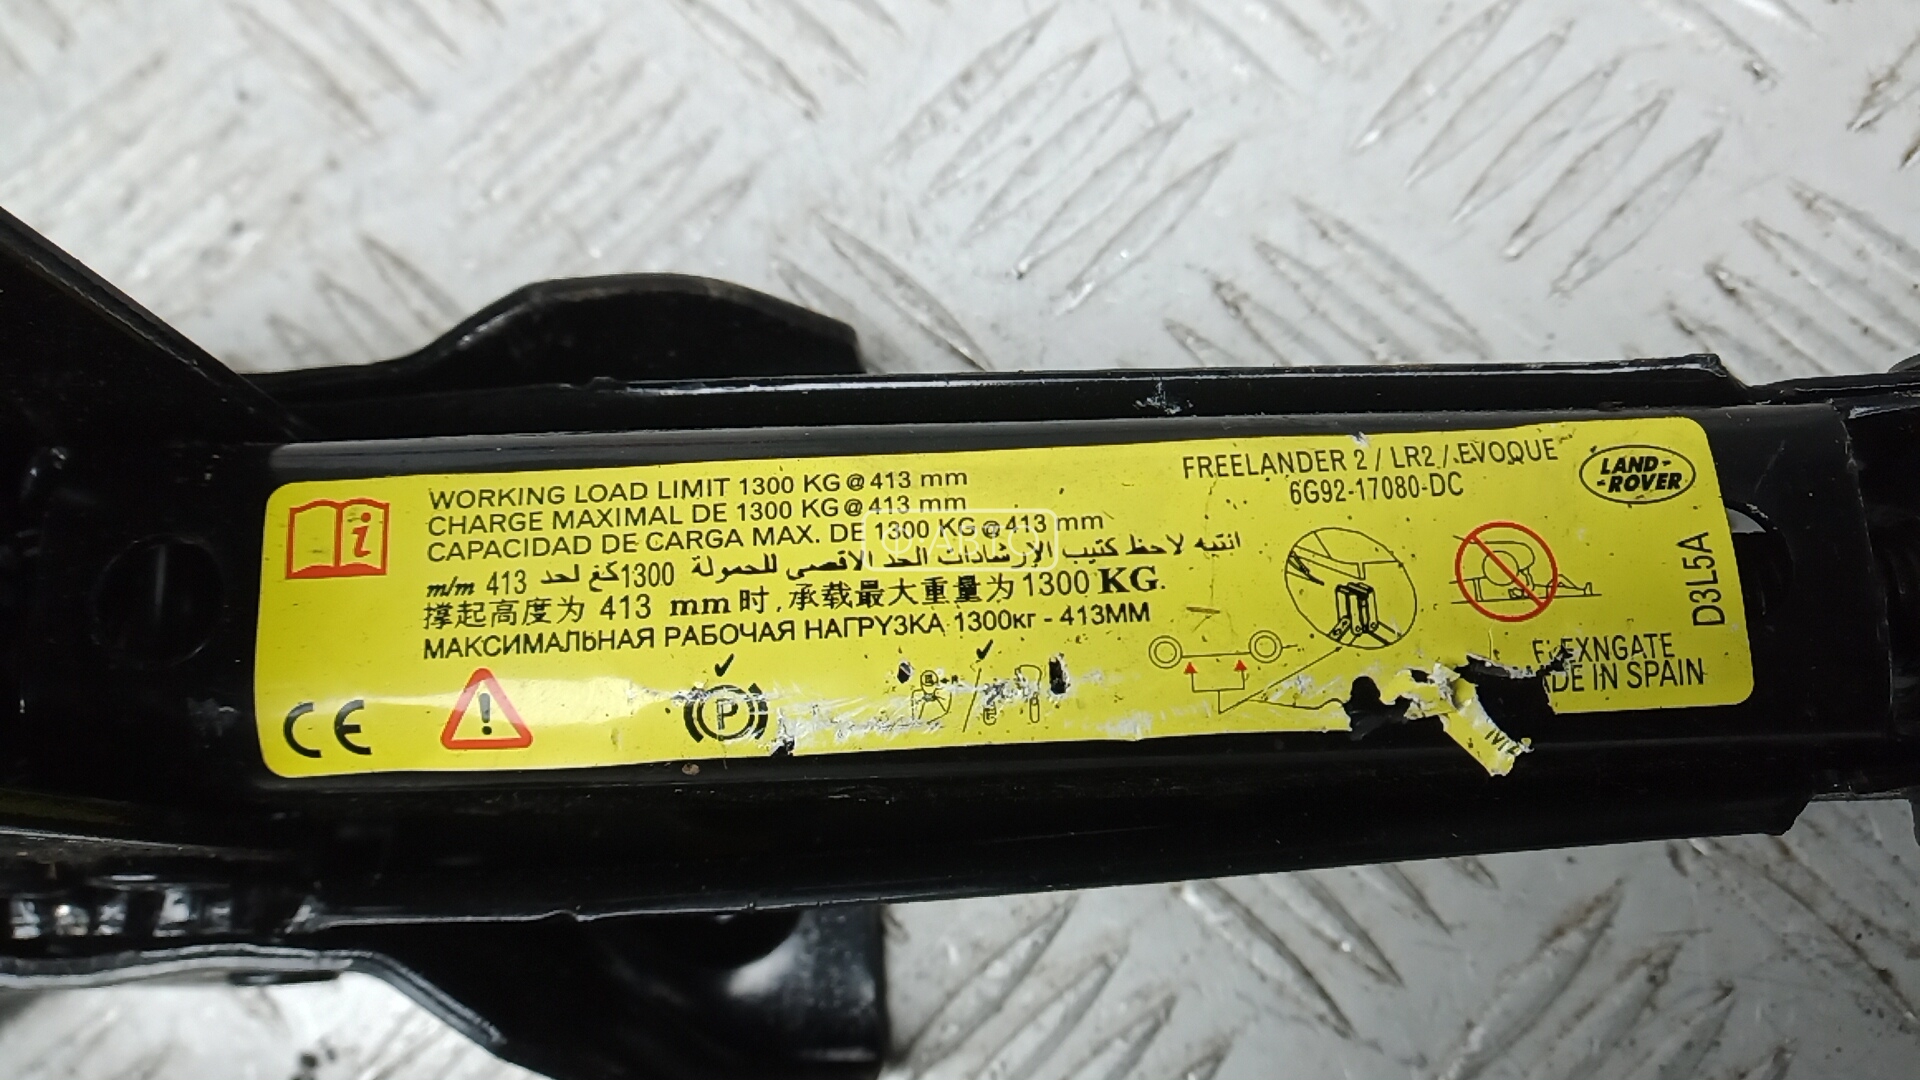 WORKING LOAD LIMIT 1300 KG @ 413 mm
CHARGE MAXIMAL DE 1300 KG @ 413 mm
CAPACIDAD DE CARGA MAX. DE 1300 KG @ 413 mm
انتبه لاحظ كتيب الإرشادات الحد الاقصى للحمولة 1300كغ لحد 413 m/m
撑起高度为 413 mm 时, 承载最大重量为 1300 KG.
МАКСИМАЛЬНАЯ РАБОЧАЯ НАГРУЗКА 1300кг - 413ММ
CE
P
FREELANDER 2 / LR2 / EVOQUE
6G92-17080-DC
LAND-
-ROVER
D3L5A
FLEXNGATE
DE IN SPAIN